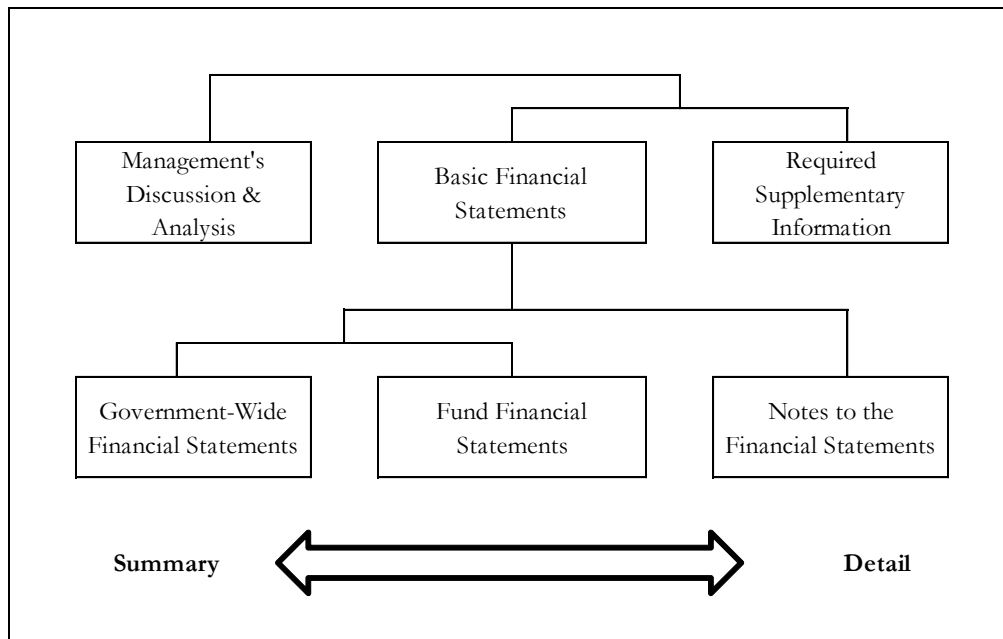 Management's
Discussion &
Analysis
Basic Financial
Statements
Required
Supplementary
Information
Government-Wide
Financial Statements
Fund Financial
Statements
Notes to the
Financial Statements
Summary
Detail